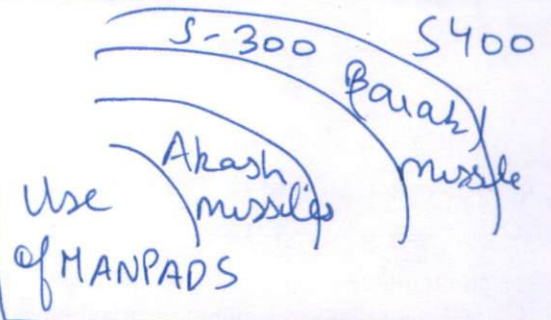 S-300 S400
Barak
missile
Akash
missiles
Use
of MANPADS